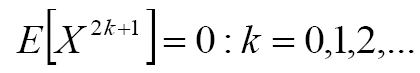 E[X^{2k+1}] = 0 : k = 0,1,2,...